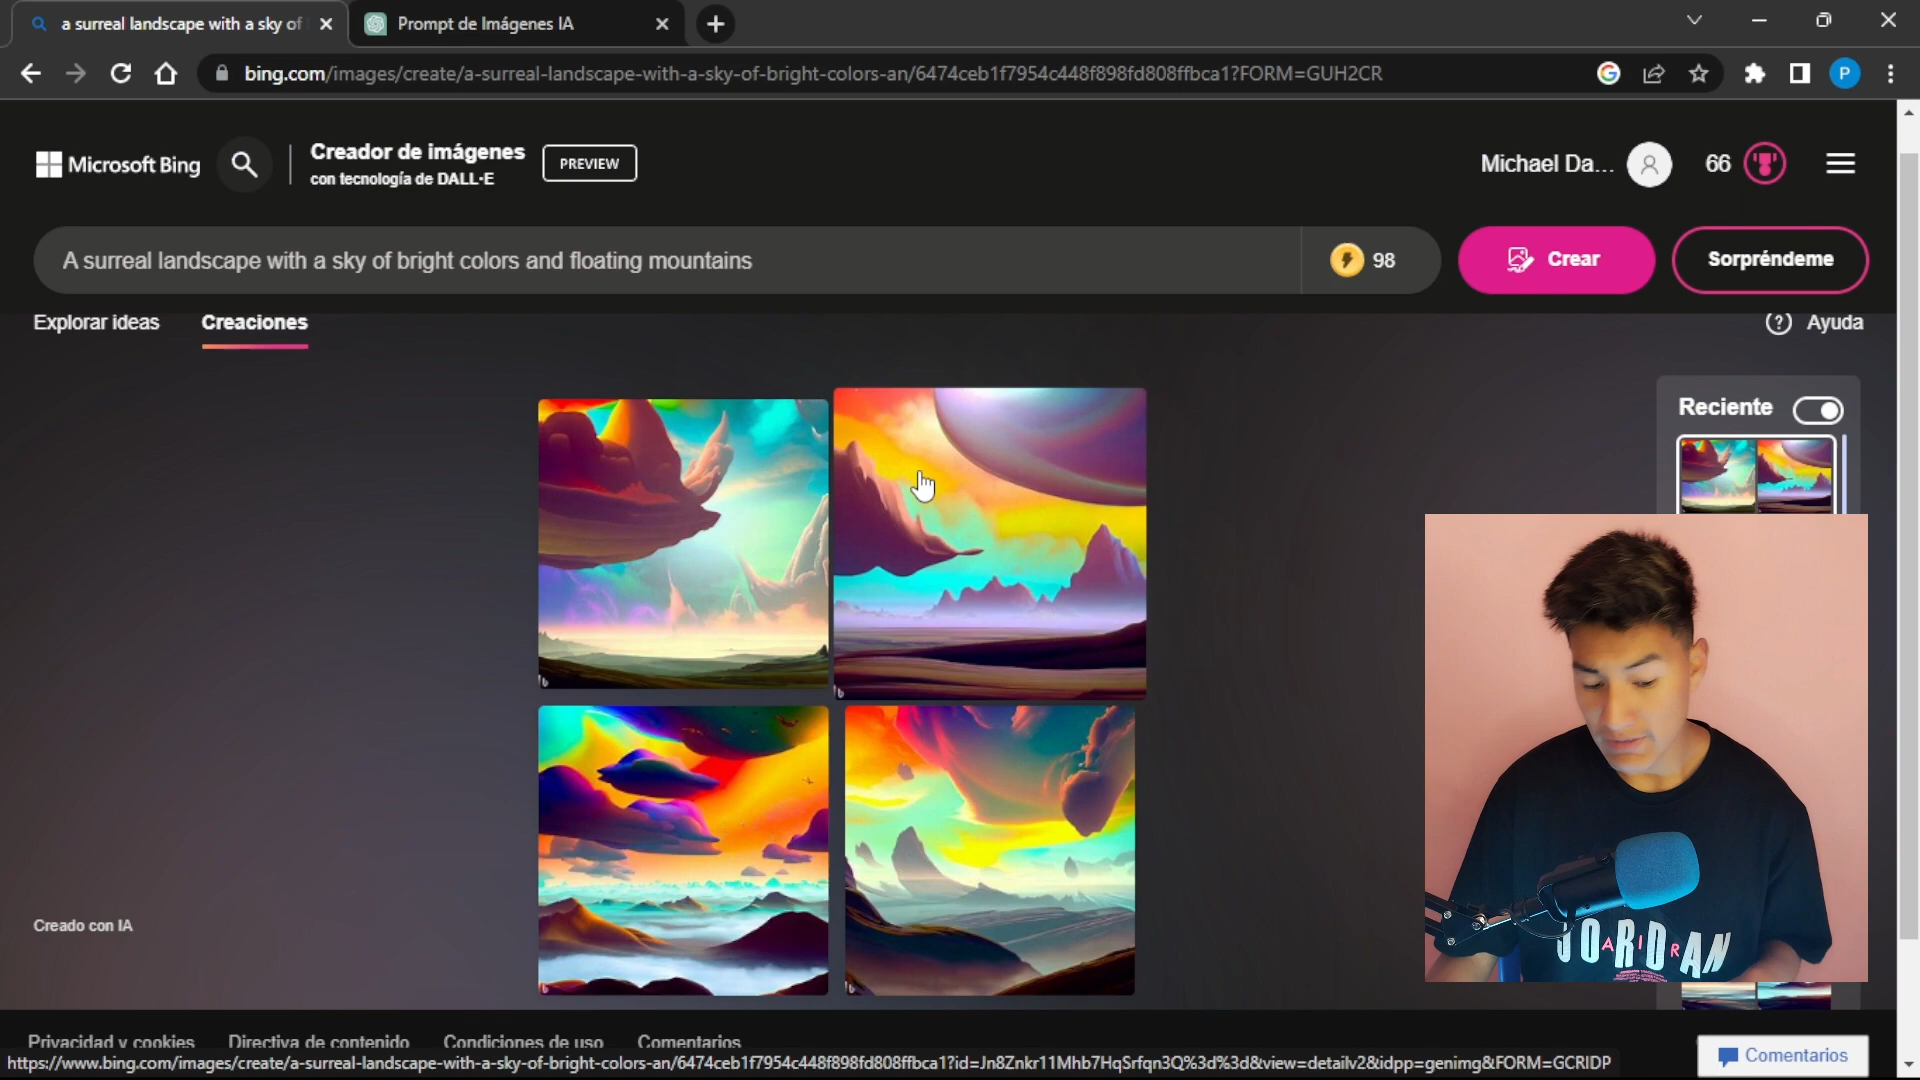 a surreal landscape with a sky of
Prompt de Imágenes IA
bing.com/images/create/a-surreal-landscape-with-a-sky-of-bright-colors-an/6474ceb1f7954c448f898fd808ffbca1?FORM=GUH2CR
P
Microsoft Bing
Creador de imágenes
con tecnología de DALL·E
PREVIEW
Michael Da...
66
A surreal landscape with a sky of bright colors and floating mountains
98
Crear
Sorpréndeme
Explorar ideas
Creaciones
Ayuda
Reciente
Creado con IA
JORDAN
AIR
Privacidad y cookies
Directiva de contenido
Condiciones de uso
Comentarios
Comentarios
https://www.bing.com/images/create/a-surreal-landscape-with-a-sky-of-bright-colors-an/6474ceb1f7954c448f898fd808ffbca1?id=Jn8Znkr11Mhb7HqSrfqn3Q%3d%3d&view=detailv2&idpp=genimg&FORM=GCRIDP